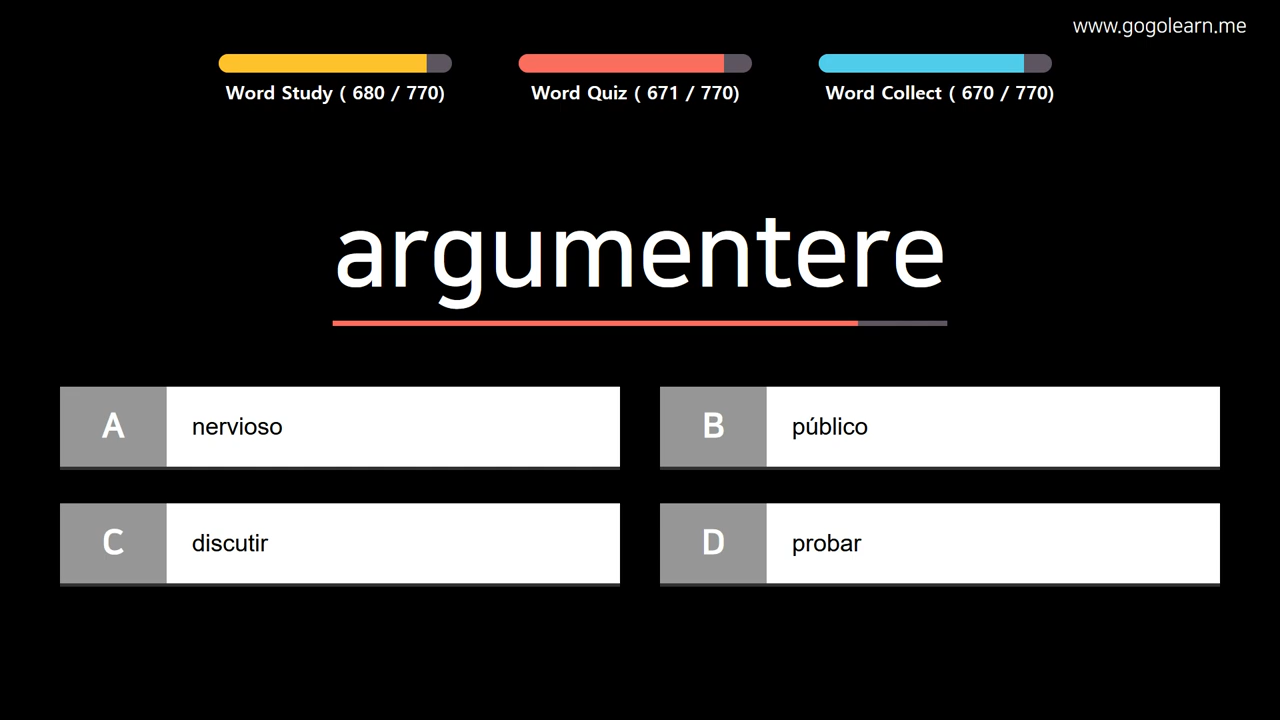 www.gogolearn.me
Word Study ( 680 / 770)
Word Quiz ( 671 / 770)
Word Collect ( 670 / 770)
argumentere
A nervioso
B público
C discutir
D probar